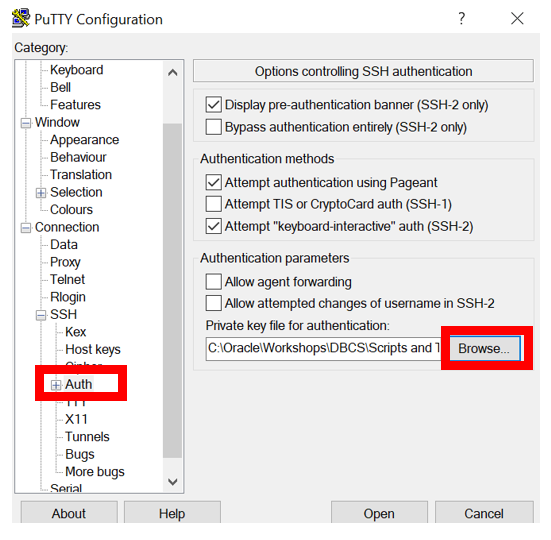 PuTTY Configuration
Category:
Keyboard
Bell
Features
Window
Appearance
Behaviour
Translation
Selection
Colours
Connection
Data
Proxy
Telnet
Rlogin
SSH
Kex
Host keys
Cipher
Auth
TTY
X11
Tunnels
Bugs
More bugs
Serial
Options controlling SSH authentication
Display pre-authentication banner (SSH-2 only)
Bypass authentication entirely (SSH-2 only)
Authentication methods
Attempt authentication using Pageant
Attempt TIS or CryptoCard auth (SSH-1)
Attempt "keyboard-interactive" auth (SSH-2)
Authentication parameters
Allow agent forwarding
Allow attempted changes of username in SSH-2
Private key file for authentication:
C:\Oracle\Workshops\DBCS\Scripts and T
Browse...
About
Help
Open
Cancel